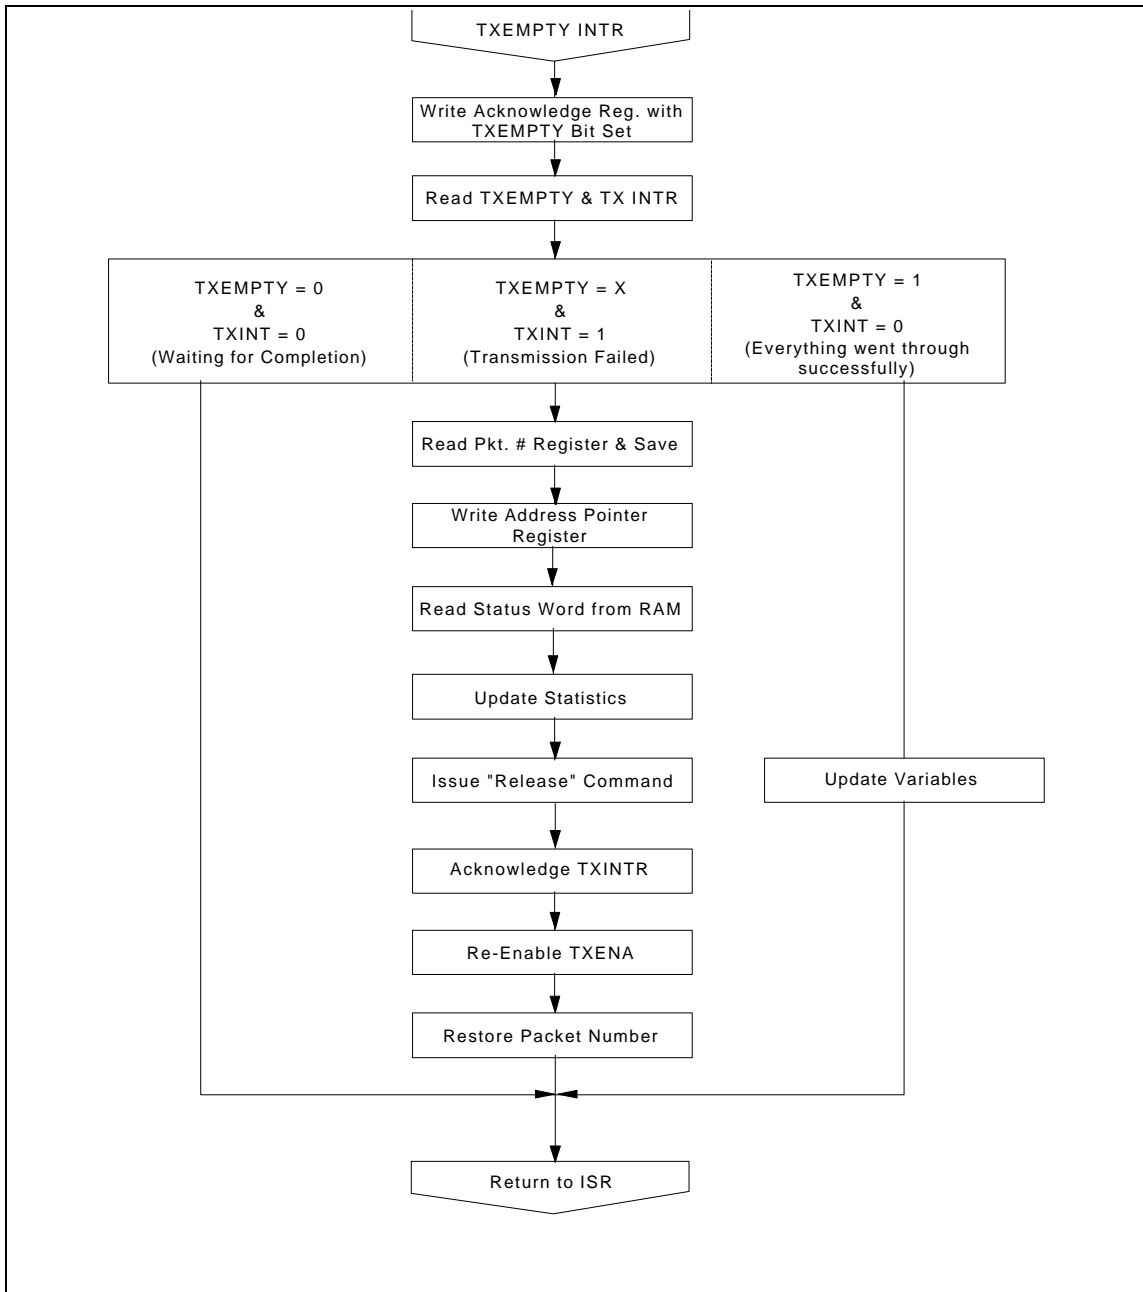 TXEMPTY INTR
Write Acknowledge Reg. with
TXEMPTY Bit Set
Read TXEMPTY & TX INTR
TXEMPTY = 0
&
TXINT = 0
(Waiting for Completion)
TXEMPTY = X
&
TXINT = 1
(Transmission Failed)
TXEMPTY = 1
&
TXINT = 0
(Everything went through
successfully)
Read Pkt. # Register & Save
Write Address Pointer
Register
Read Status Word from RAM
Update Statistics
Issue "Release" Command
Update Variables
Acknowledge TXINTR
Re-Enable TXENA
Restore Packet Number
Return to ISR